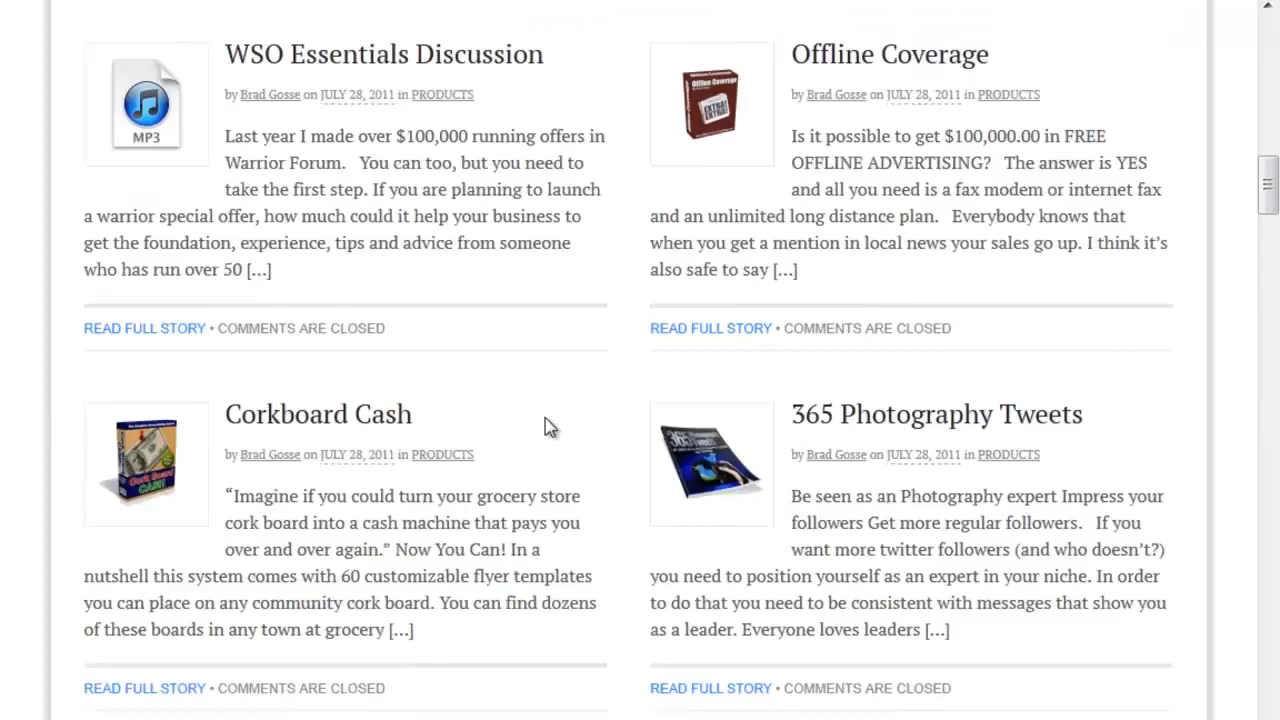 WSO Essentials Discussion
by Brad Gosse on JULY 28, 2011 in PRODUCTS
MP3
Last year I made over $100,000 running offers in
Warrior Forum. You can too, but you need to
take the first step. If you are planning to launch
a warrior special offer, how much could it help your business to
get the foundation, experience, tips and advice from someone
who has run over 50 [...]
READ FULL STORY • COMMENTS ARE CLOSED
Offline Coverage
by Brad Gosse on JULY 28, 2011 in PRODUCTS
Offline Coverage
EXTRA!
EXTRA!
Is it possible to get $100,000.00 in FREE
OFFLINE ADVERTISING? The answer is YES
and all you need is a fax modem or internet fax
and an unlimited long distance plan. Everybody knows that
when you get a mention in local news your sales go up. I think it’s
also safe to say [...]
READ FULL STORY • COMMENTS ARE CLOSED
Corkboard Cash
by Brad Gosse on JULY 28, 2011 in PRODUCTS
Cork Board
CASH
“Imagine if you could turn your grocery store
cork board into a cash machine that pays you
over and over again.” Now You Can! In a
nutshell this system comes with 60 customizable flyer templates
you can place on any community cork board. You can find dozens
of these boards in any town at grocery [...]
READ FULL STORY • COMMENTS ARE CLOSED
365 Photography Tweets
by Brad Gosse on JULY 28, 2011 in PRODUCTS
365
Tweets
Be seen as an Photography expert Impress your
followers Get more regular followers. If you
want more twitter followers (and who doesn’t?)
you need to position yourself as an expert in your niche. In order
to do that you need to be consistent with messages that show you
as a leader. Everyone loves leaders [...]
READ FULL STORY • COMMENTS ARE CLOSED